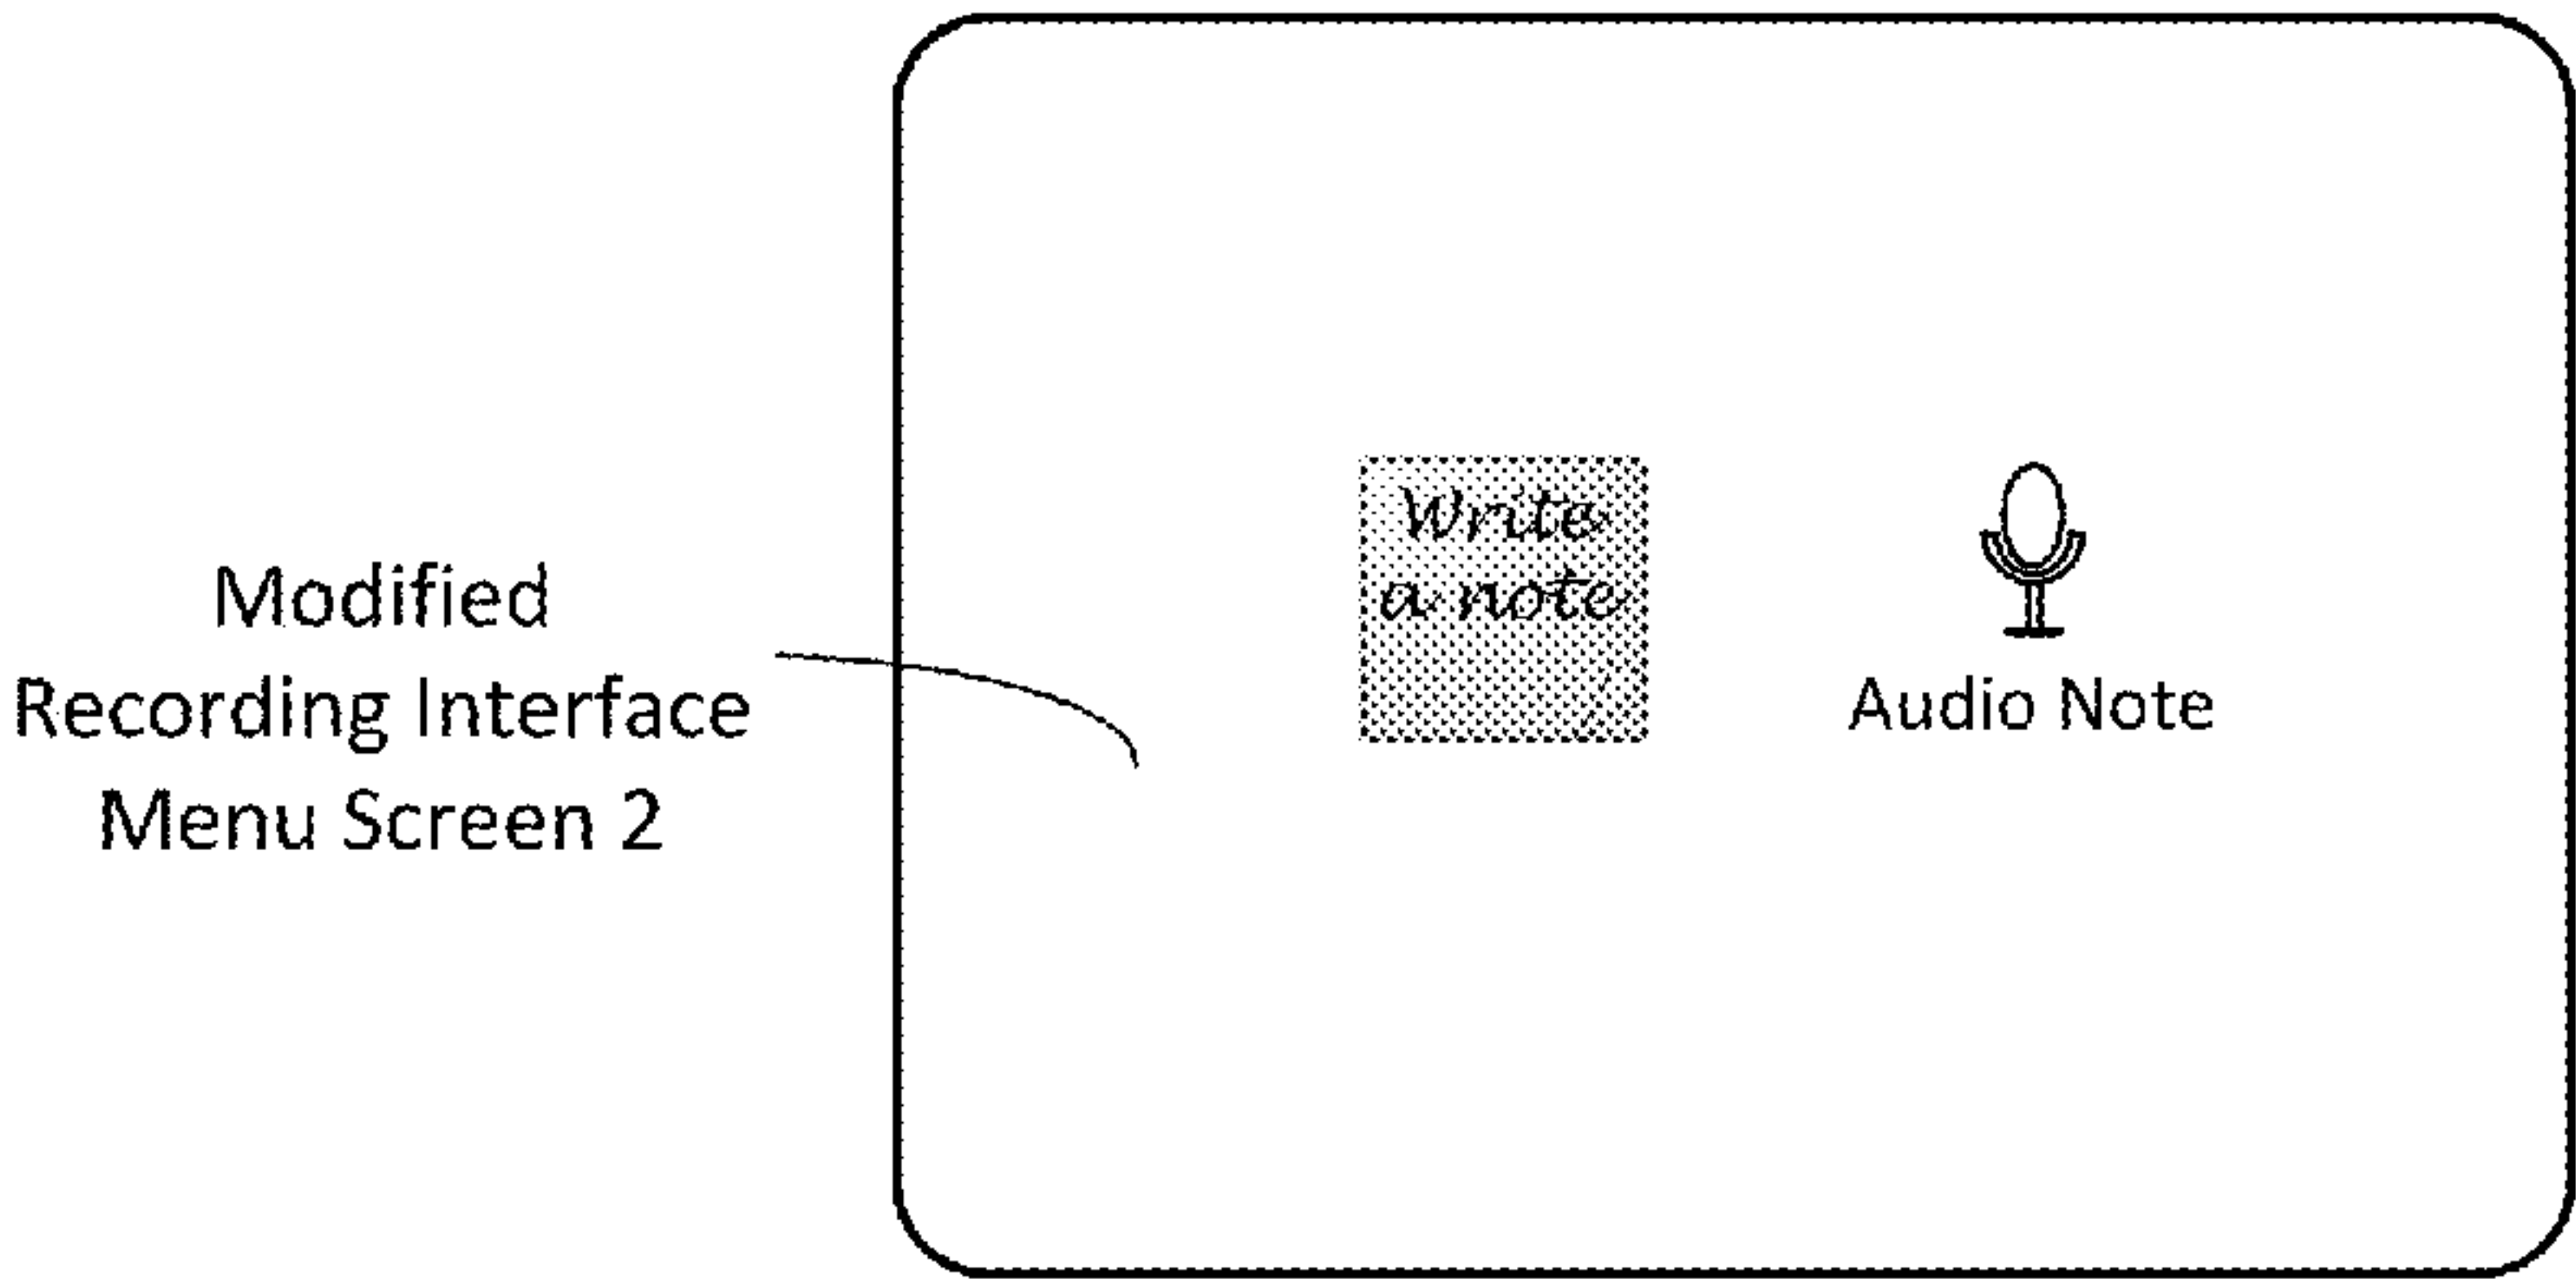 Modified
Recording Interface
Menu Screen 2
Write
a note
Audio Note